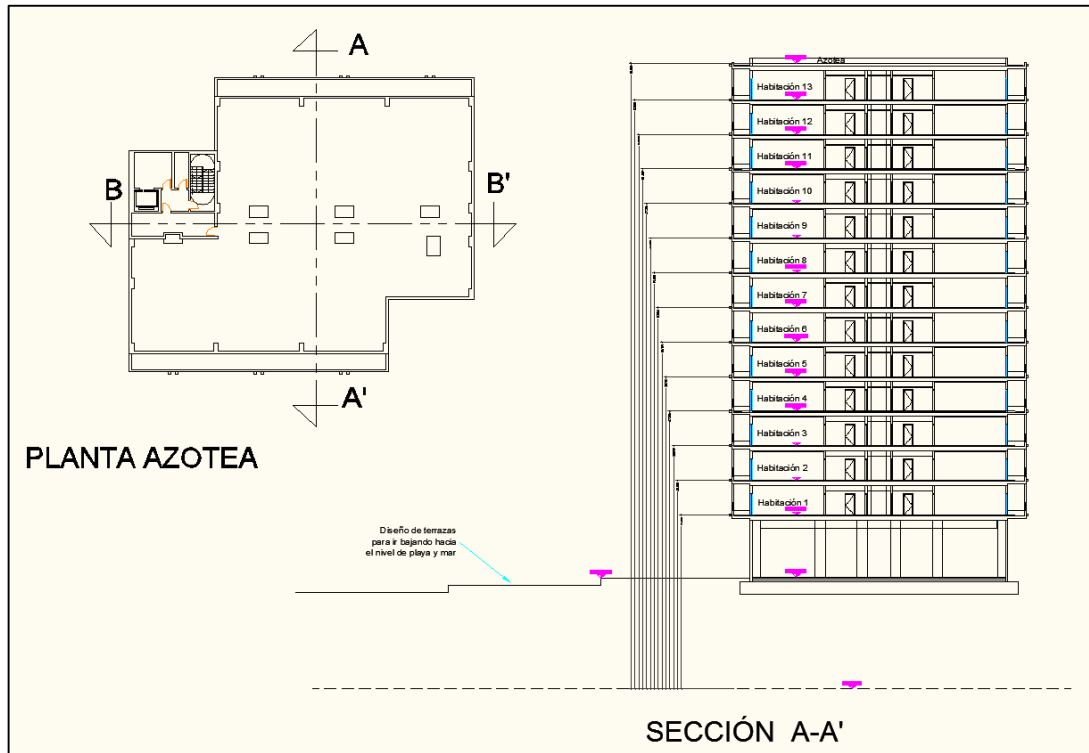 A
B
B'
A'
PLANTA AZOTEA
Azotea
Habitación 13
Habitación 12
Habitación 11
Habitación 10
Habitación 9
Habitación 8
Habitación 7
Habitación 6
Habitación 5
Habitación 4
Habitación 3
Habitación 2
Habitación 1
Diseño de terrazas
para ir bajando hacia
el nivel de playa y mar
SECCIÓN A-A'